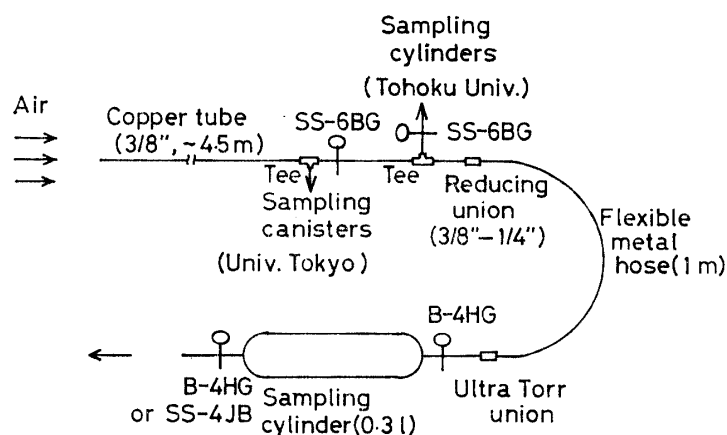 Sampling
cylinders
(Tohoku Univ.)
Air
Copper tube
(3/8", ~4.5m)
SS-6BG
SS-6BG
Tee
Tee
Sampling
canisters
(Univ. Tokyo)
Reducing
union
(3/8"-1/4")
Flexible
metal
hose(1 m)
B-4HG
B-4HG
or SS-4JB
Sampling
cylinder(0.3 l)
Ultra Torr
union